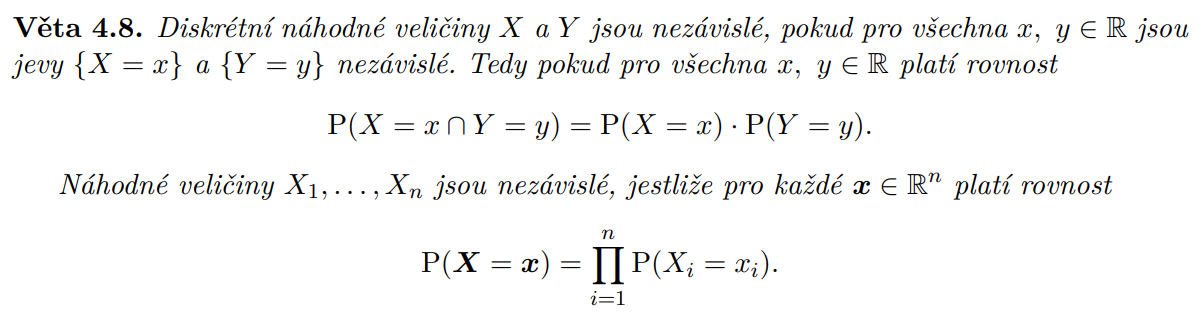 Věta 4.8. Diskrétní náhodné veličiny X a Y jsou nezávislé, pokud pro všechna x, y ∈ ℝ jsou
jevy {X = x} a {Y = y} nezávislé. Tedy pokud pro všechna x, y ∈ ℝ platí rovnost
P(X = x ∩ Y = y) = P(X = x) · P(Y = y).
Náhodné veličiny X₁, . . . , Xₙ jsou nezávislé, jestliže pro každé 𝒙 ∈ ℝⁿ platí rovnost
P(𝑿 = 𝒙) = ∏ᵢ₌₁ⁿ P(Xᵢ = xᵢ).